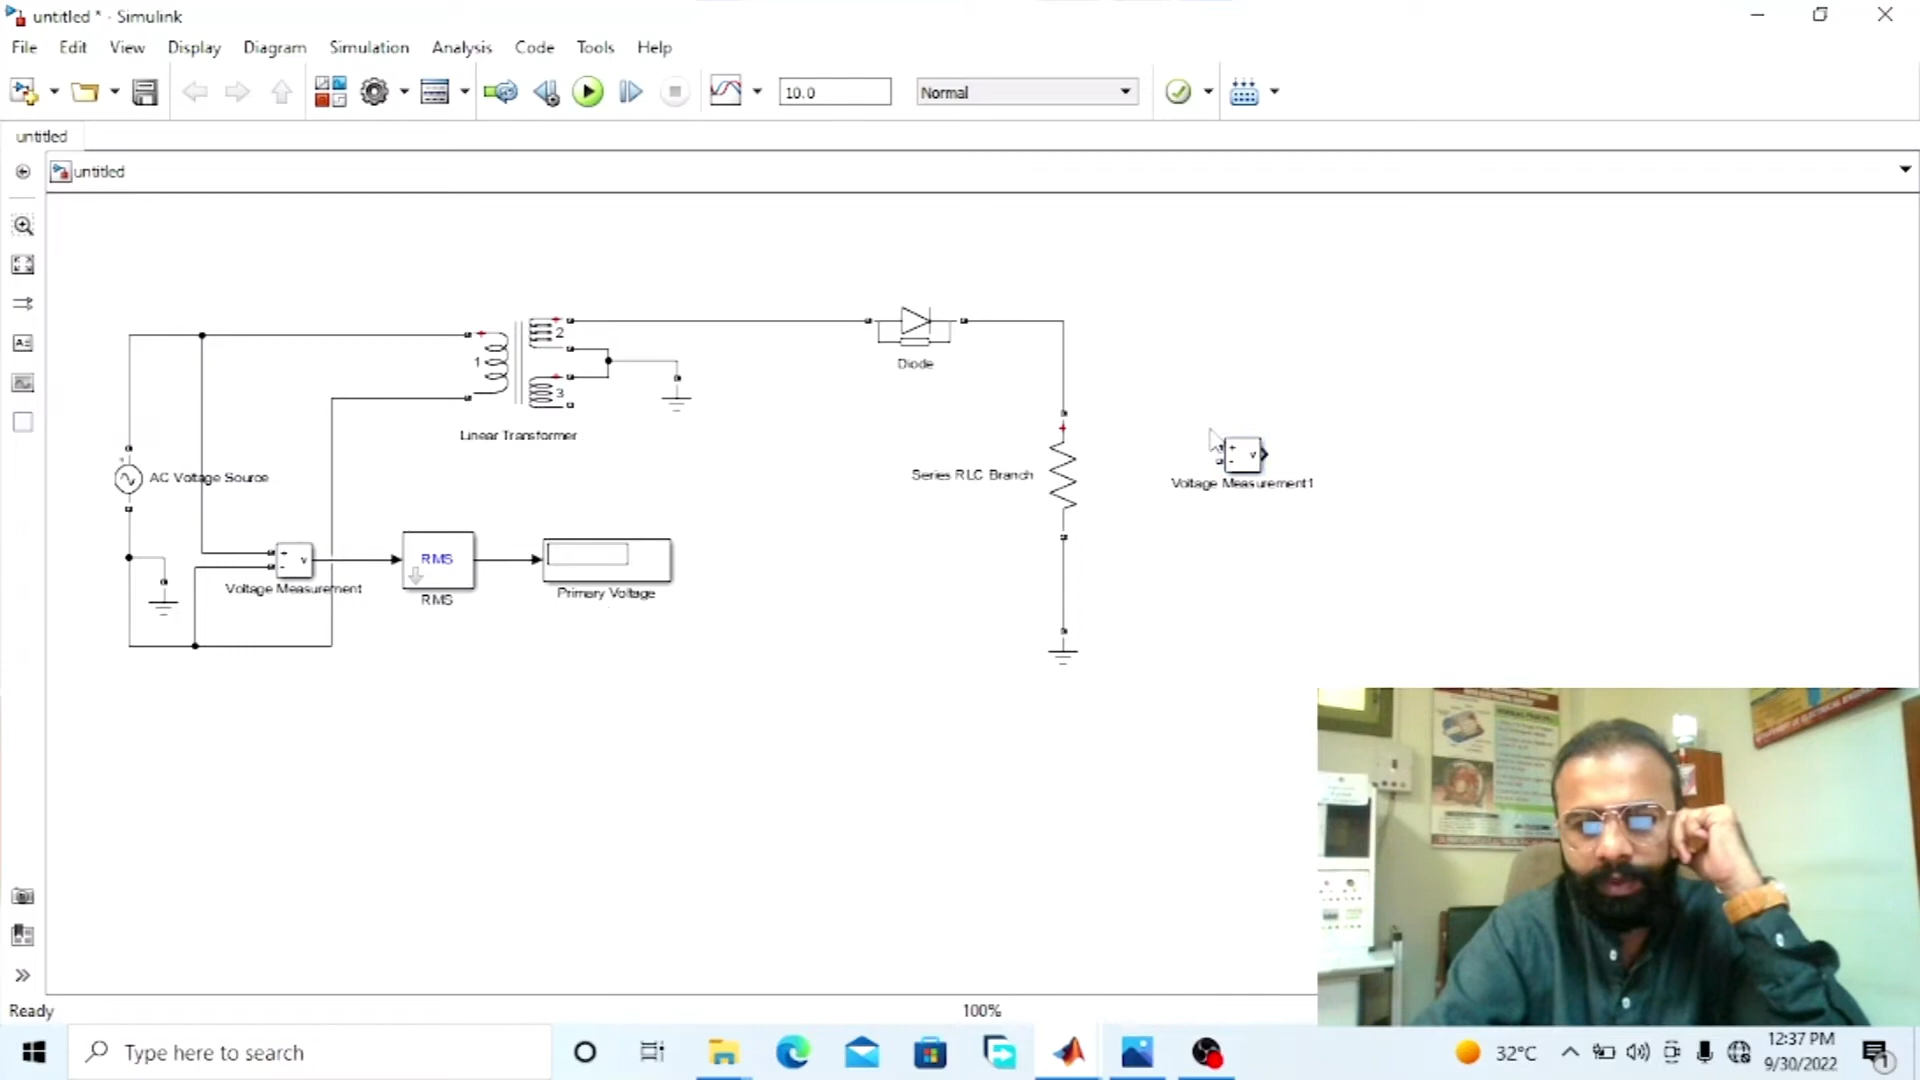 untitled * - Simulink
File Edit View Display Diagram Simulation Analysis Code Tools Help
10.0 Normal
untitled
untitled
2
1
3
Linear Transformer
Diode
AC Voltage Source
Series RLC Branch
+
-
v
Voltage Measurement1
+
-
v
Voltage Measurement
RMS
RMS
Primary Voltage
Ready
100%
Type here to search
32°C
12:37 PM
9/30/2022
1